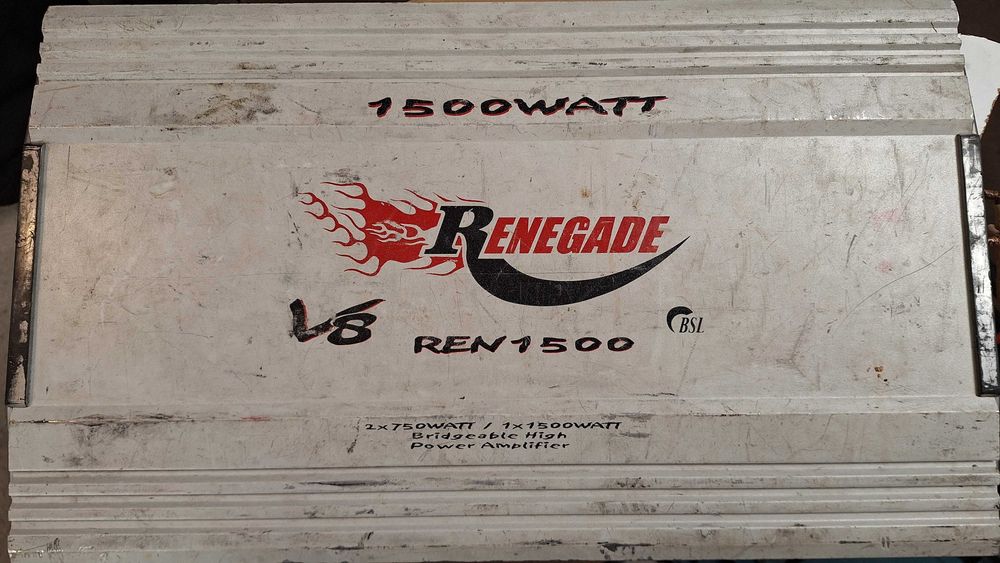 1500WATT
RENEGADE
V8
REN1500
BSL
2x750WATT / 1x1500WATT
Bridgeable High
Power Amplifier